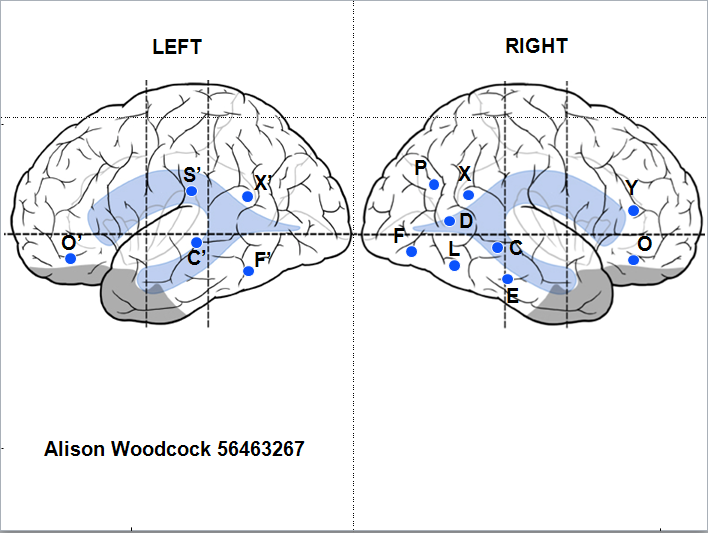 LEFT
RIGHT
S’
X’
O’
C’
F’
P
X
Y
D
F
L
C
O
E
Alison Woodcock 56463267